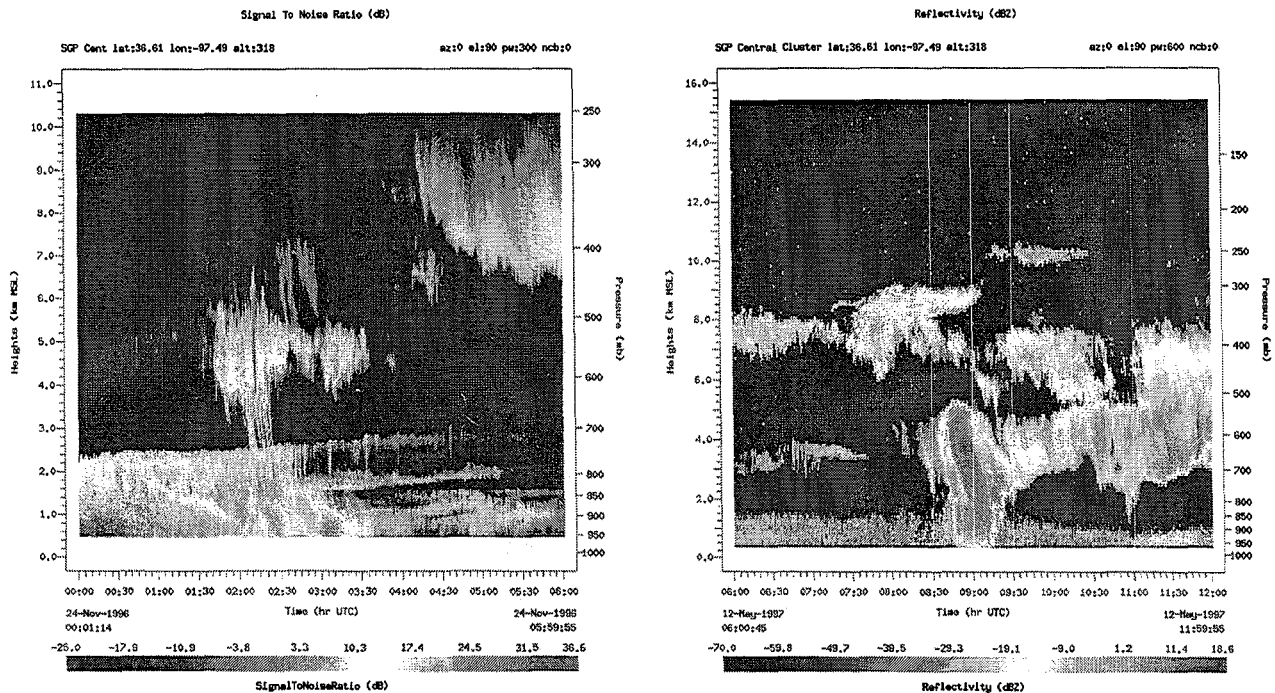 Signal To Noise Ratio (dB)
SGP Cent lat:36.61 lon:-97.49 alt:318
az:0 el:90 pw:300 ncb:0
11.0
10.0
9.0
8.0
7.0
6.0
5.0
4.0
3.0
2.0
1.0
0.0
Heights (km MSL)
250
300
400
500
600
700
800
850
900
950
1000
Pressure (mb)
00:00 00:30 01:00 01:30 02:00 02:30 03:00 03:30 04:00 04:30 05:00 05:30 06:00
24-Nov-1996
Time (hr UTC)
24-Nov-1996
00:01:14
05:59:55
-25.0 -17.9 -10.9 -3.8 3.3 10.3 17.4 24.5 31.5 38.6
SignalToNoiseRatio (dB)
Reflectivity (dBZ)
SGP Central Cluster lat:36.61 lon:-97.49 alt:318
az:0 el:90 pw:600 ncb:0
16.0
14.0
12.0
10.0
8.0
6.0
4.0
2.0
0.0
Heights (km MSL)
150
200
250
300
400
500
600
700
800
850
900
950
1000
Pressure (mb)
06:00 06:30 07:00 07:30 08:00 08:30 09:00 09:30 10:00 10:30 11:00 11:30 12:00
12-May-1997
Time (hr UTC)
12-May-1997
06:00:45
11:59:55
-70.0 -59.8 -49.7 -39.5 -29.3 -19.1 -9.0 1.2 11.4 18.6
Reflectivity (dBZ)